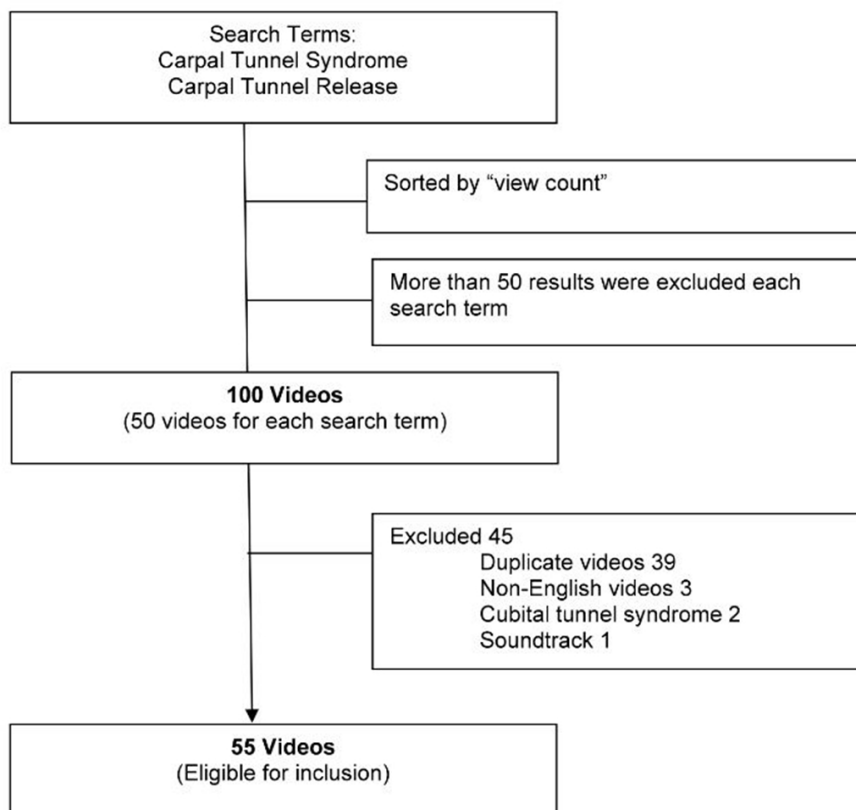 Search Terms:
Carpal Tunnel Syndrome
Carpal Tunnel Release
Sorted by “view count”
More than 50 results were excluded each
search term
100 Videos
(50 videos for each search term)
Excluded 45
Duplicate videos 39
Non-English videos 3
Cubital tunnel syndrome 2
Soundtrack 1
55 Videos
(Eligible for inclusion)